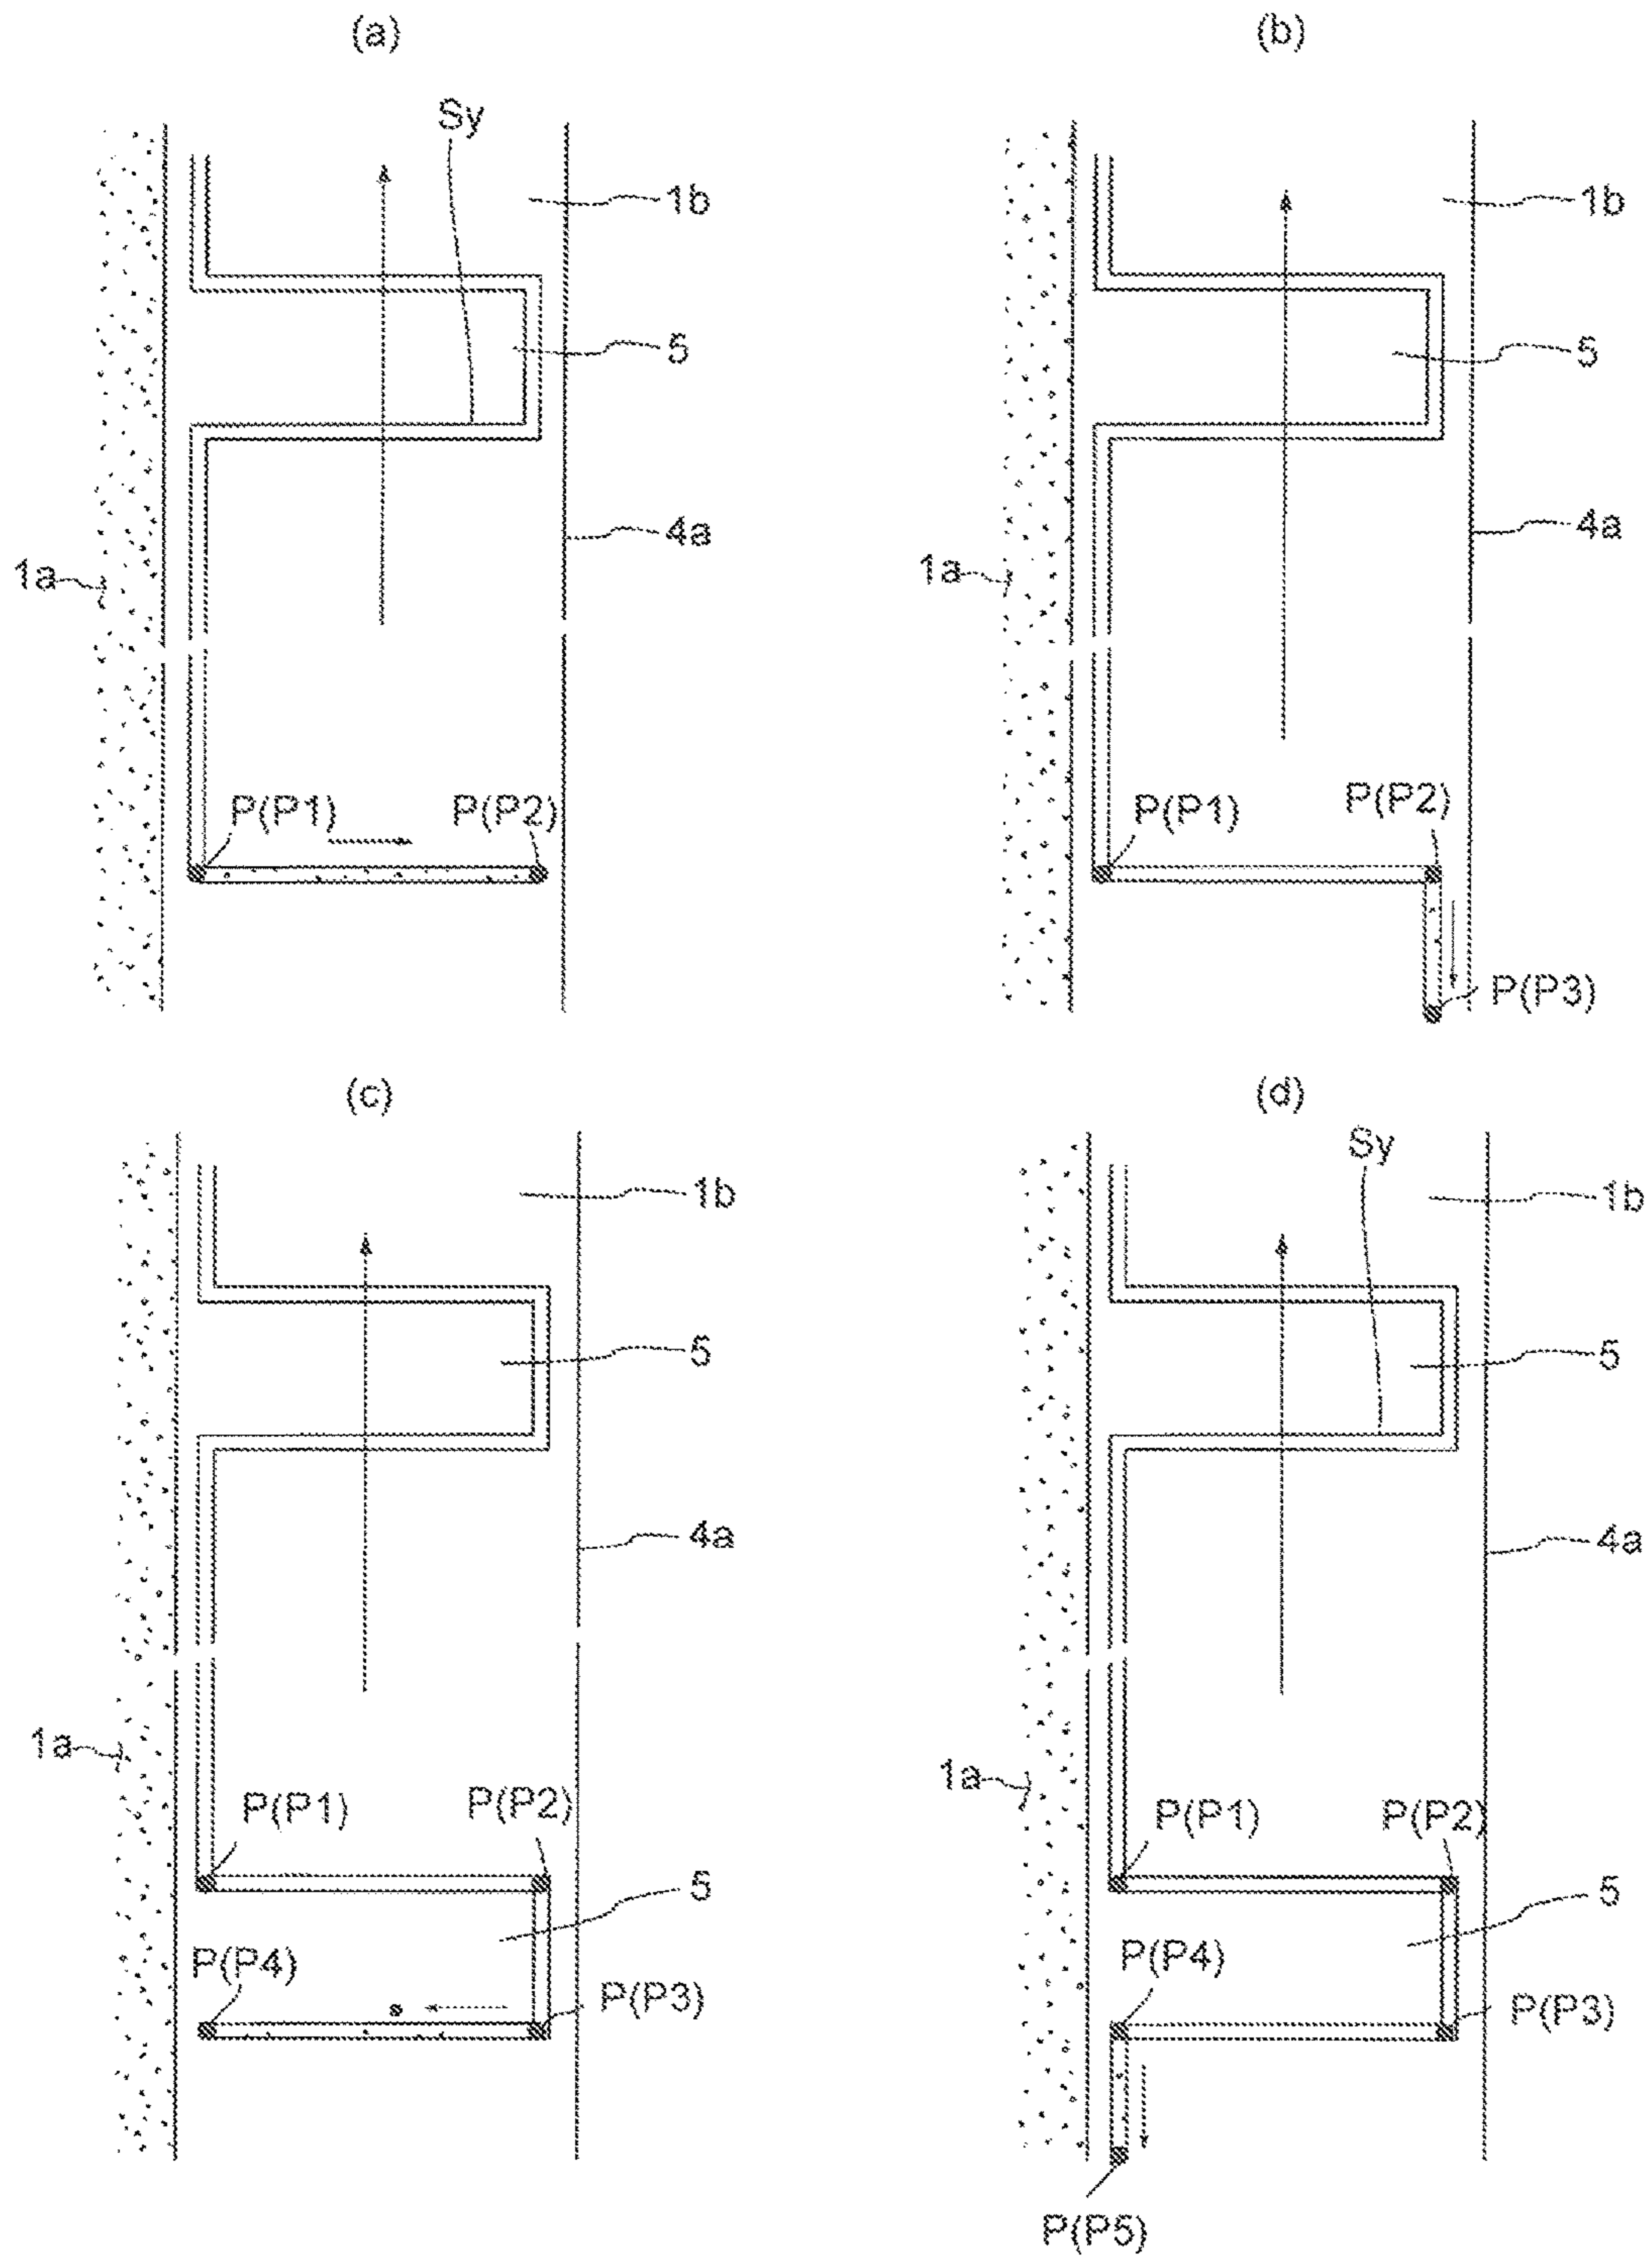 (a)
Sy
1b
5
4a
1a
P(P1)
P(P2)
(b)
1b
5
4a
1a
P(P1)
P(P2)
P(P3)
(c)
1b
5
4a
1a
P(P1)
P(P2)
5
P(P4)
P(P3)
(d)
Sy
1b
5
4a
1a
P(P1)
P(P2)
5
P(P4)
P(P3)
P(P5)